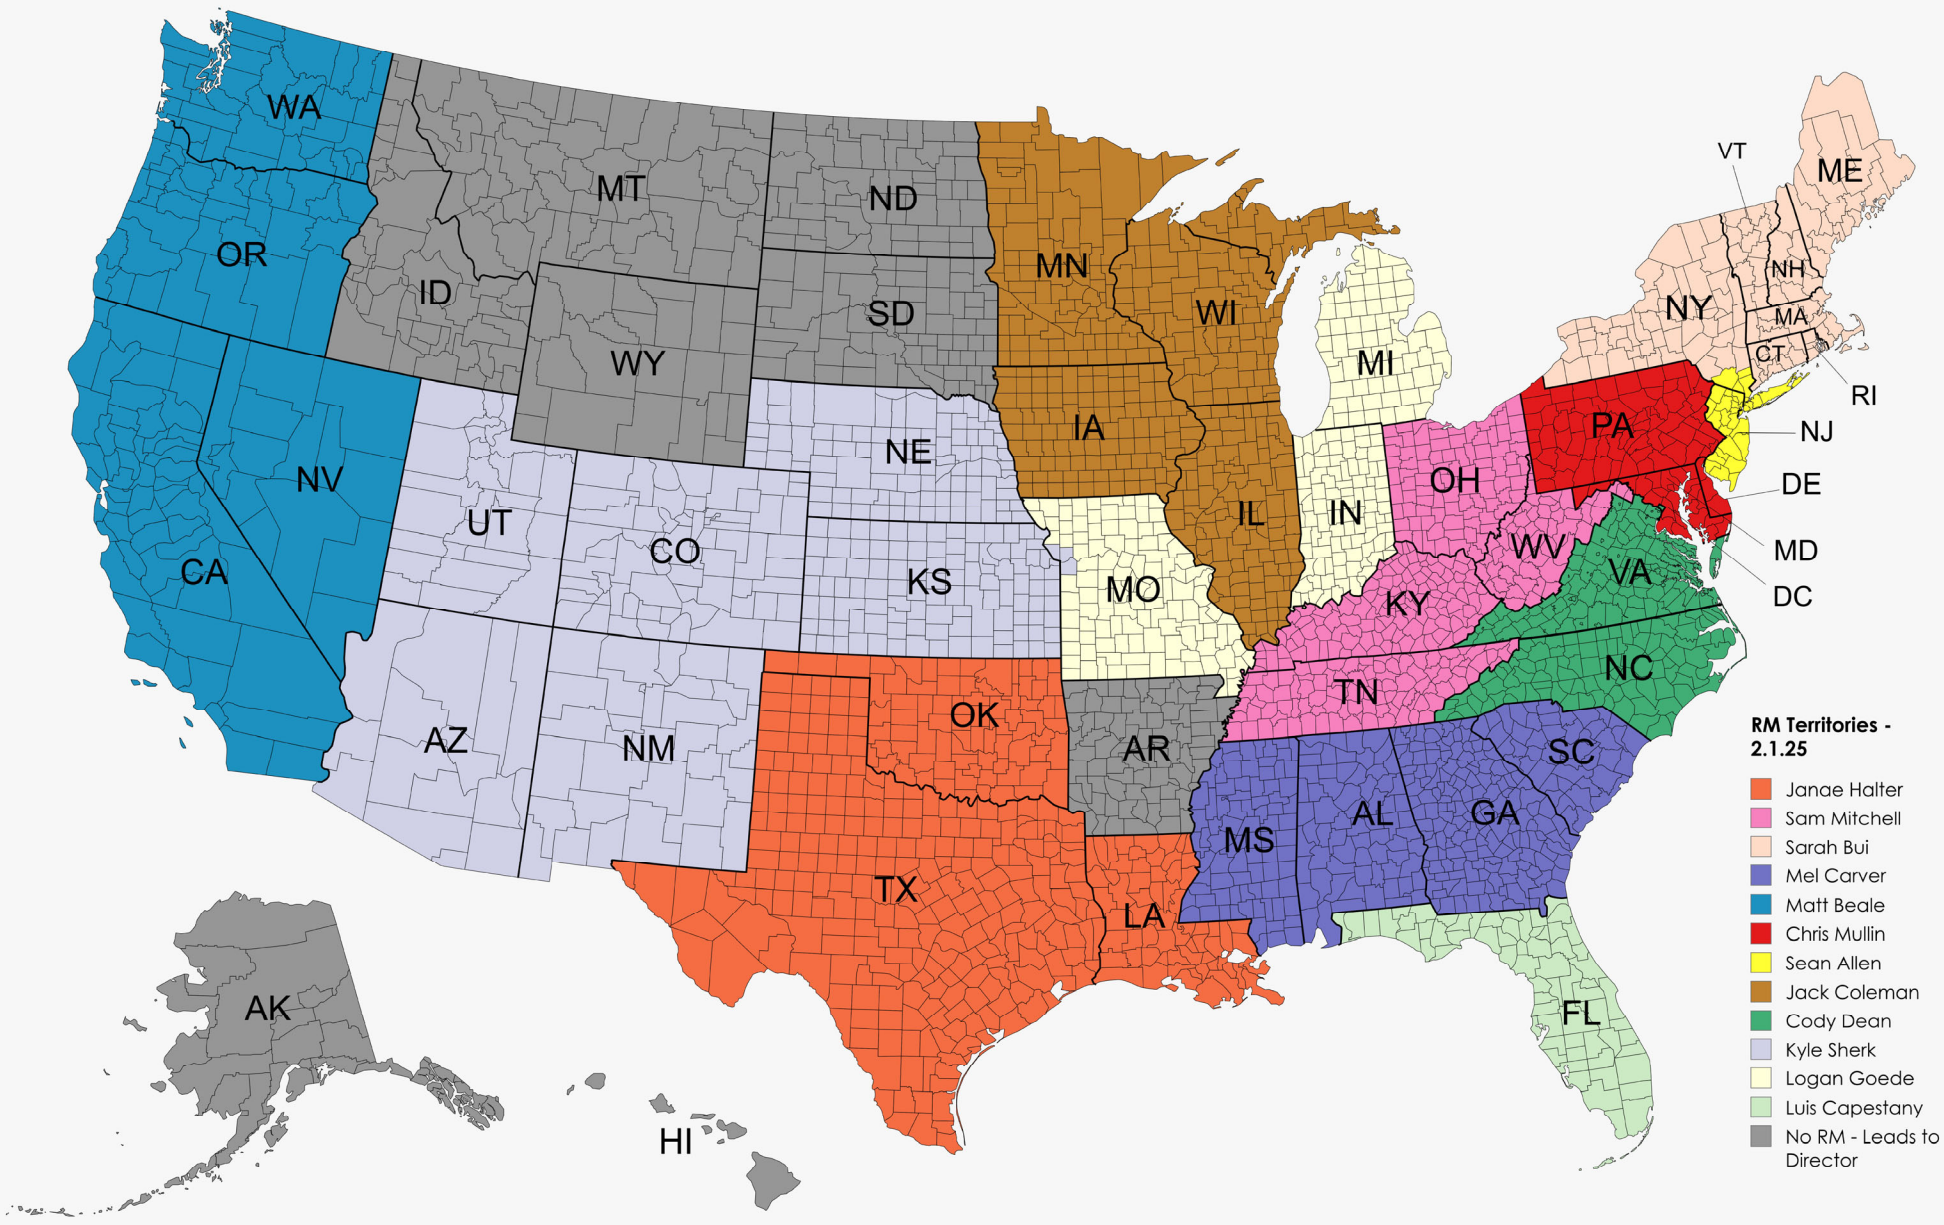 WA
OR
CA
NV
ID
MT
WY
ND
SD
NE
UT
CO
KS
AZ
NM
OK
TX
MN
WI
IA
IL
MO
AR
LA
MI
IN
OH
WV
KY
TN
MS
AL
GA
SC
NC
VA
FL
PA
NY
VT
ME
NH
MA
CT
RI
NJ
DE
MD
DC
AK
HI
RM Territories -
2.1.25
Janae Halter
Sam Mitchell
Sarah Bui
Mel Carver
Matt Beale
Chris Mullin
Sean Allen
Jack Coleman
Cody Dean
Kyle Sherk
Logan Goede
Luis Capestany
No RM - Leads to
Director